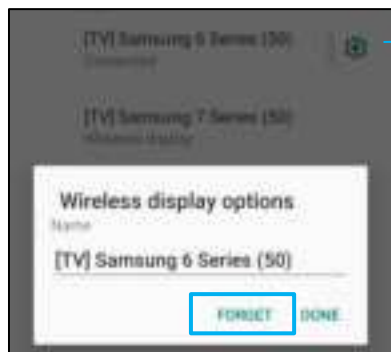 [TV] Samsung 6 Series (50)
Connected
[TV] Samsung 7 Series (50)
Wireless display
Wireless display options
Name
[TV] Samsung 6 Series (50)
FORGET DONE